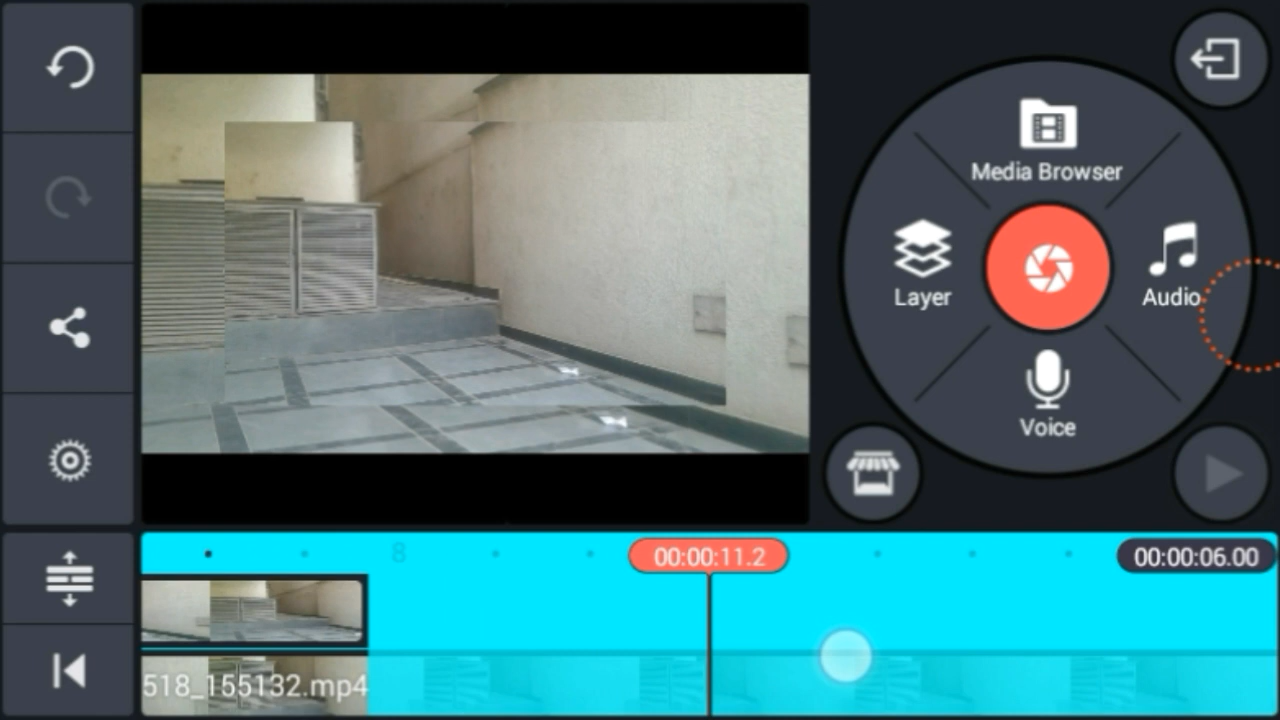 Media Browser
Layer
Audio
Voice
8
00:00:11.2
00:00:06.00
518_155132.mp4